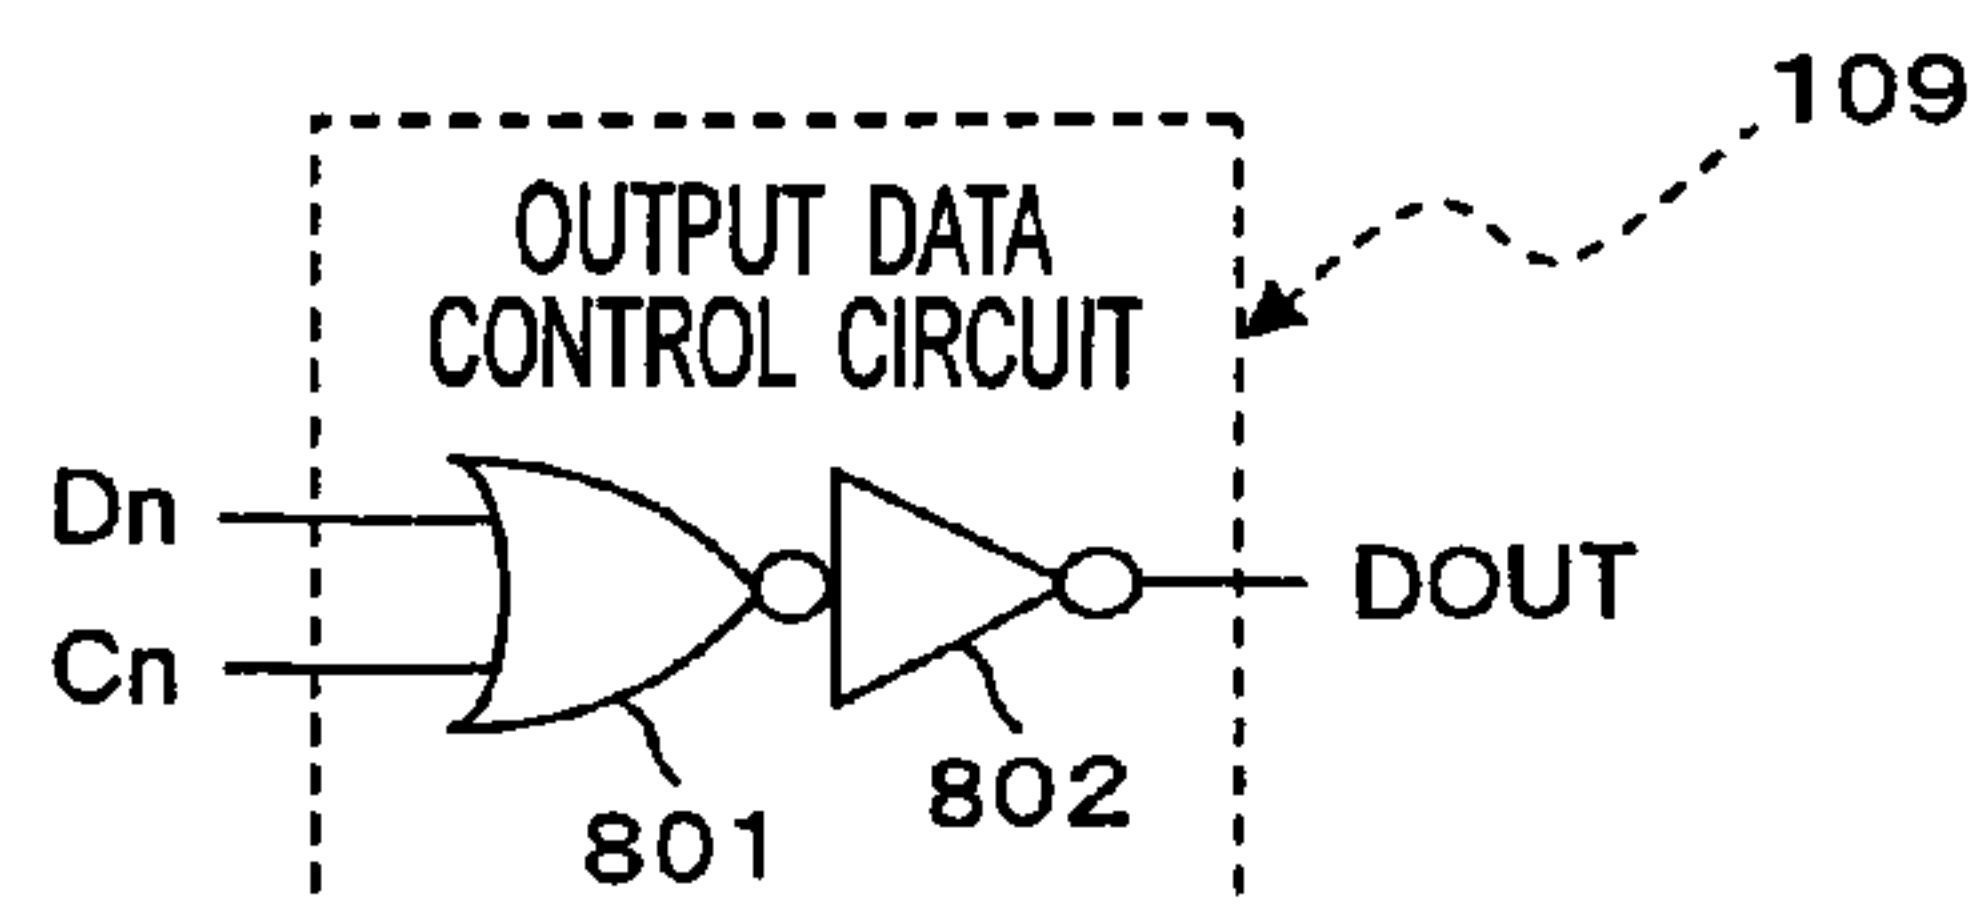 109
OUTPUT DATA
CONTROL CIRCUIT
Dn
DOUT
Cn
802
801